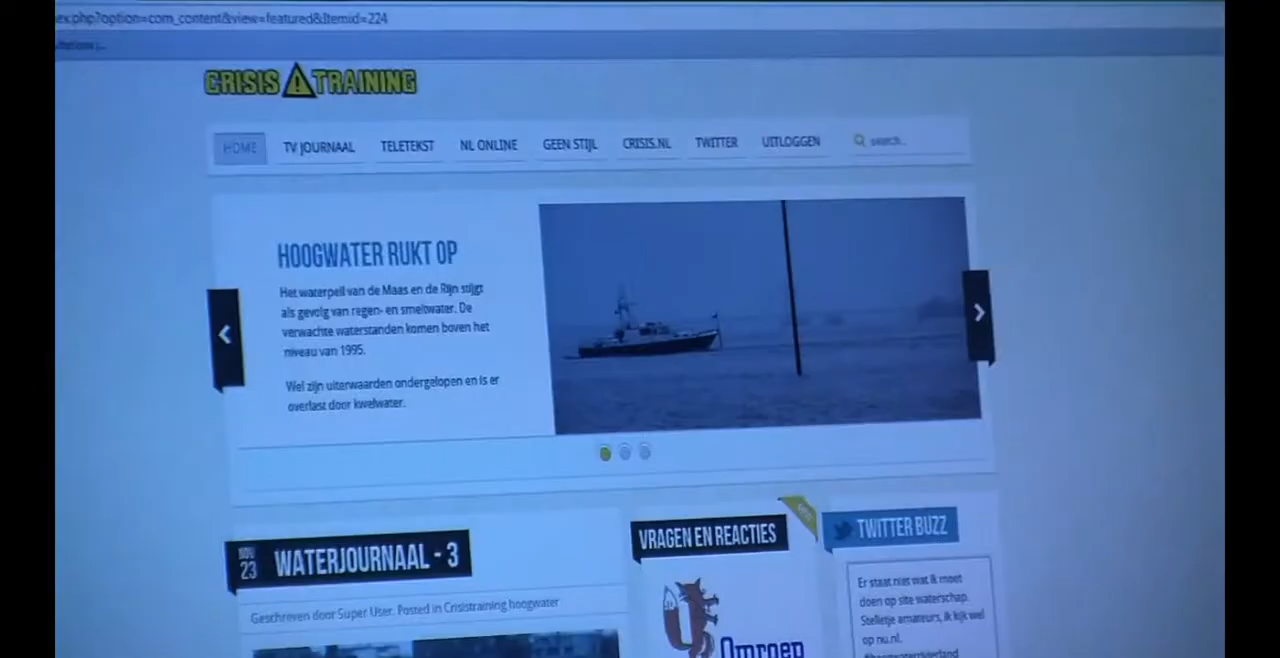 ex.php?option=com_content&view=featured&Itemid=224
CRISIS TRAINING
HOME TV JOURNAAL TELETEKST NL ONLINE GEEN STIJL CRISIS.NL TWITTER UITLOGGEN search...
HOOGWATER RUKT OP
Het waterpeil van de Maas en de Rijn stijgt
als gevolg van regen- en smeltwater. De
verwachte waterstanden komen boven het
niveau van 1995.
Wel zijn uiterwaarden ondergelopen en is er
overlast door kwelwater.
NOV
23
WATERJOURNAAL - 3
Geschreven door Super User. Posted in Crisistraining hoogwater
VRAGEN EN REACTIES
Omroep
TWITTER BUZZ
Er staat niks wat ik moet
doen op site waterschap.
Stelletje amateurs, ik kijk wel
op nu.nl.